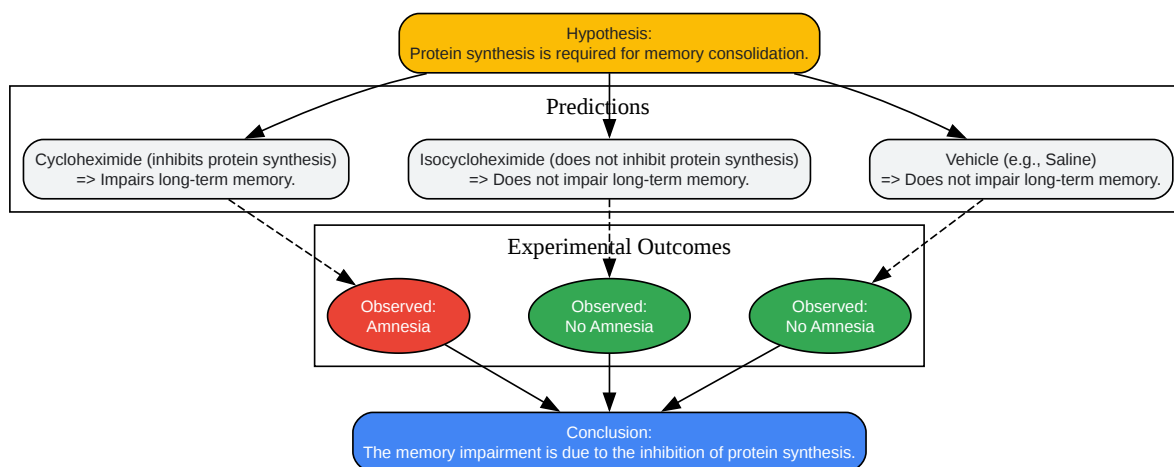 Hypothesis:
Protein synthesis is required for memory consolidation.
Predictions
Cycloheximide (inhibits protein synthesis)
=> Impairs long-term memory.
Isocycloheximide (does not inhibit protein synthesis)
=> Does not impair long-term memory.
Vehicle (e.g., Saline)
=> Does not impair long-term memory.
Experimental Outcomes
Observed:
Amnesia
Observed:
No Amnesia
Observed:
No Amnesia
Conclusion:
The memory impairment is due to the inhibition of protein synthesis.